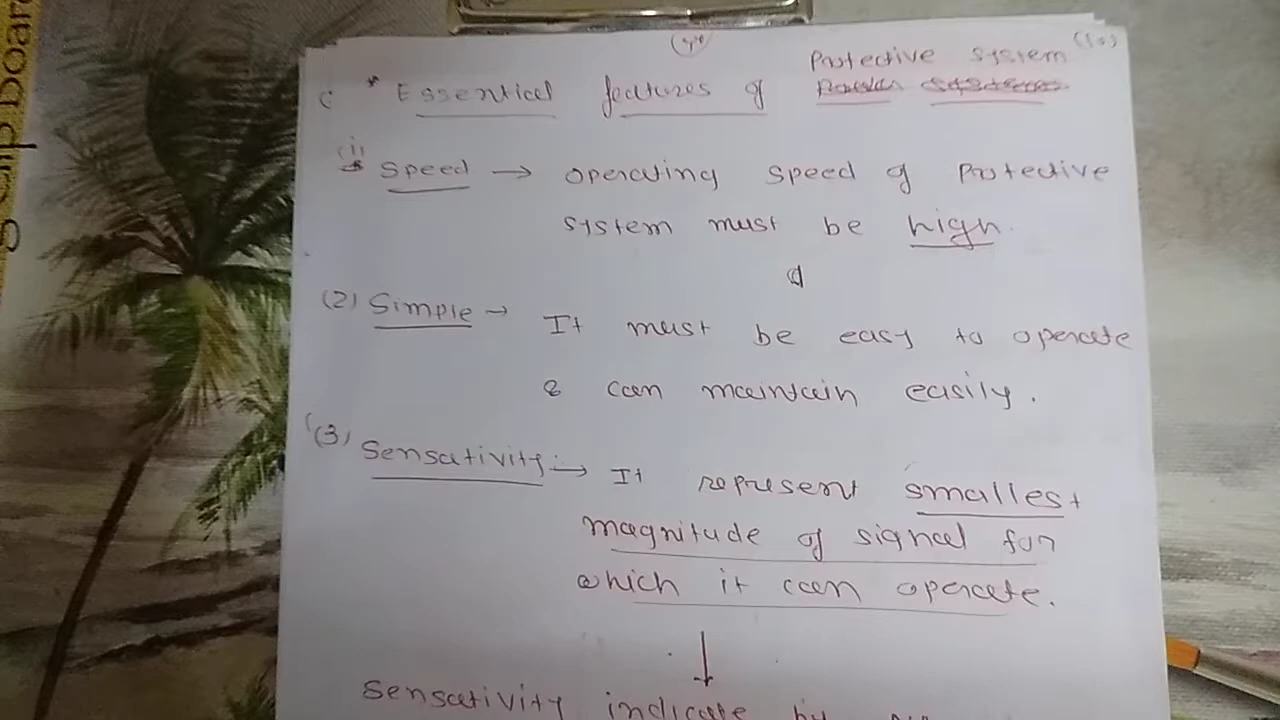 Protective System (10)
* Essential features of
(1) Speed → operating speed of Protective
system must be high.
(2) Simple → It must be easy to operate
& can maintain easily.
(3) Sensativity → It represent smallest
magnitude of signal for
which it can operate.
↓
Sensativity indicate by